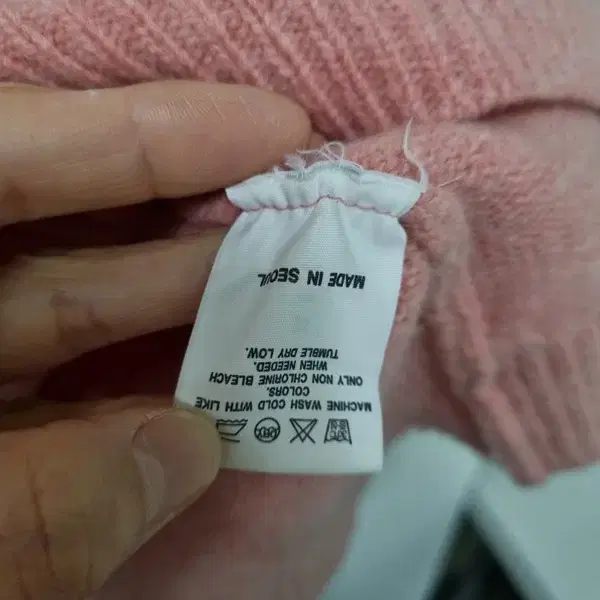 MACHINE WASH COLD WITH LIKE
COLORS.
ONLY NON CHLORINE BLEACH
WHEN NEEDED.
TUMBLE DRY LOW.
MADE IN SEOUL